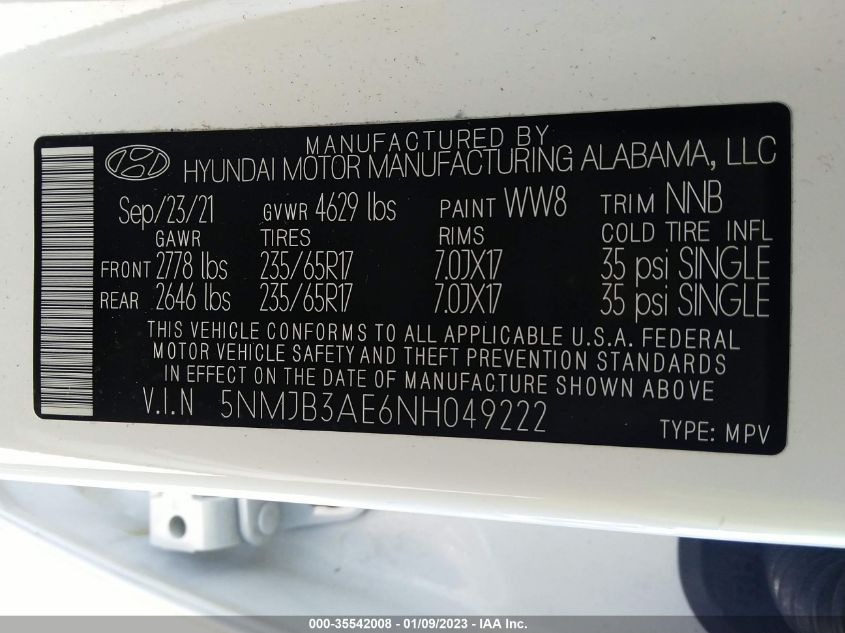 MANUFACTURED BY
HYUNDAI MOTOR MANUFACTURING ALABAMA, LLC
Sep/23/21 GVWR 4629 lbs PAINT WW8 TRIM NNB
GAWR TIRES RIMS COLD TIRE INFL
FRONT 2778 lbs 235/65R17 7.0JX17 35 psi SINGLE
REAR 2646 lbs 235/65R17 7.0JX17 35 psi SINGLE
THIS VEHICLE CONFORMS TO ALL APPLICABLE U.S.A. FEDERAL
MOTOR VEHICLE SAFETY AND THEFT PREVENTION STANDARDS
IN EFFECT ON THE DATE OF MANUFACTURE SHOWN ABOVE
V.I.N 5NMJB3AE6NH049222
TYPE: MPV
000-35542008 - 01/09/2023 - IAA Inc.